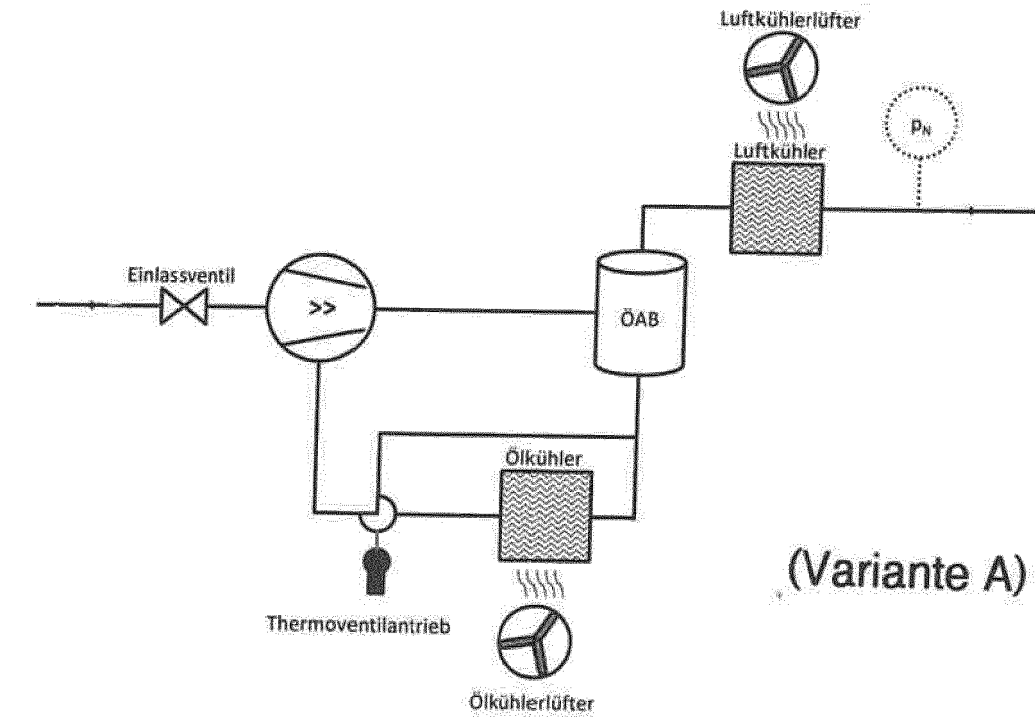 Luftkühlerlüfter
pN
Luftkühler
Einlassventil
>>
ÖAB
Ölkühler
(Variante A)
Thermoventilantrieb
Ölkühlerlüfter